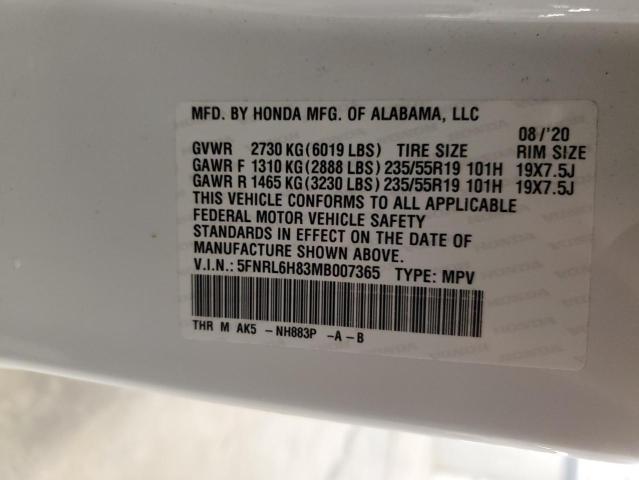 MFD. BY HONDA MFG. OF ALABAMA, LLC
08/'20
GVWR 2730 KG(6019 LBS) TIRE SIZE RIM SIZE
GAWR F 1310 KG(2888 LBS) 235/55R19 101H 19X7.5J
GAWR R 1465 KG(3230 LBS) 235/55R19 101H 19X7.5J
THIS VEHICLE CONFORMS TO ALL APPLICABLE
FEDERAL MOTOR VEHICLE SAFETY
STANDARDS IN EFFECT ON THE DATE OF
MANUFACTURE SHOWN ABOVE.
V.I.N.: 5FNRL6H83MB007365 TYPE: MPV
THR M AK5 -NH883P -A-B